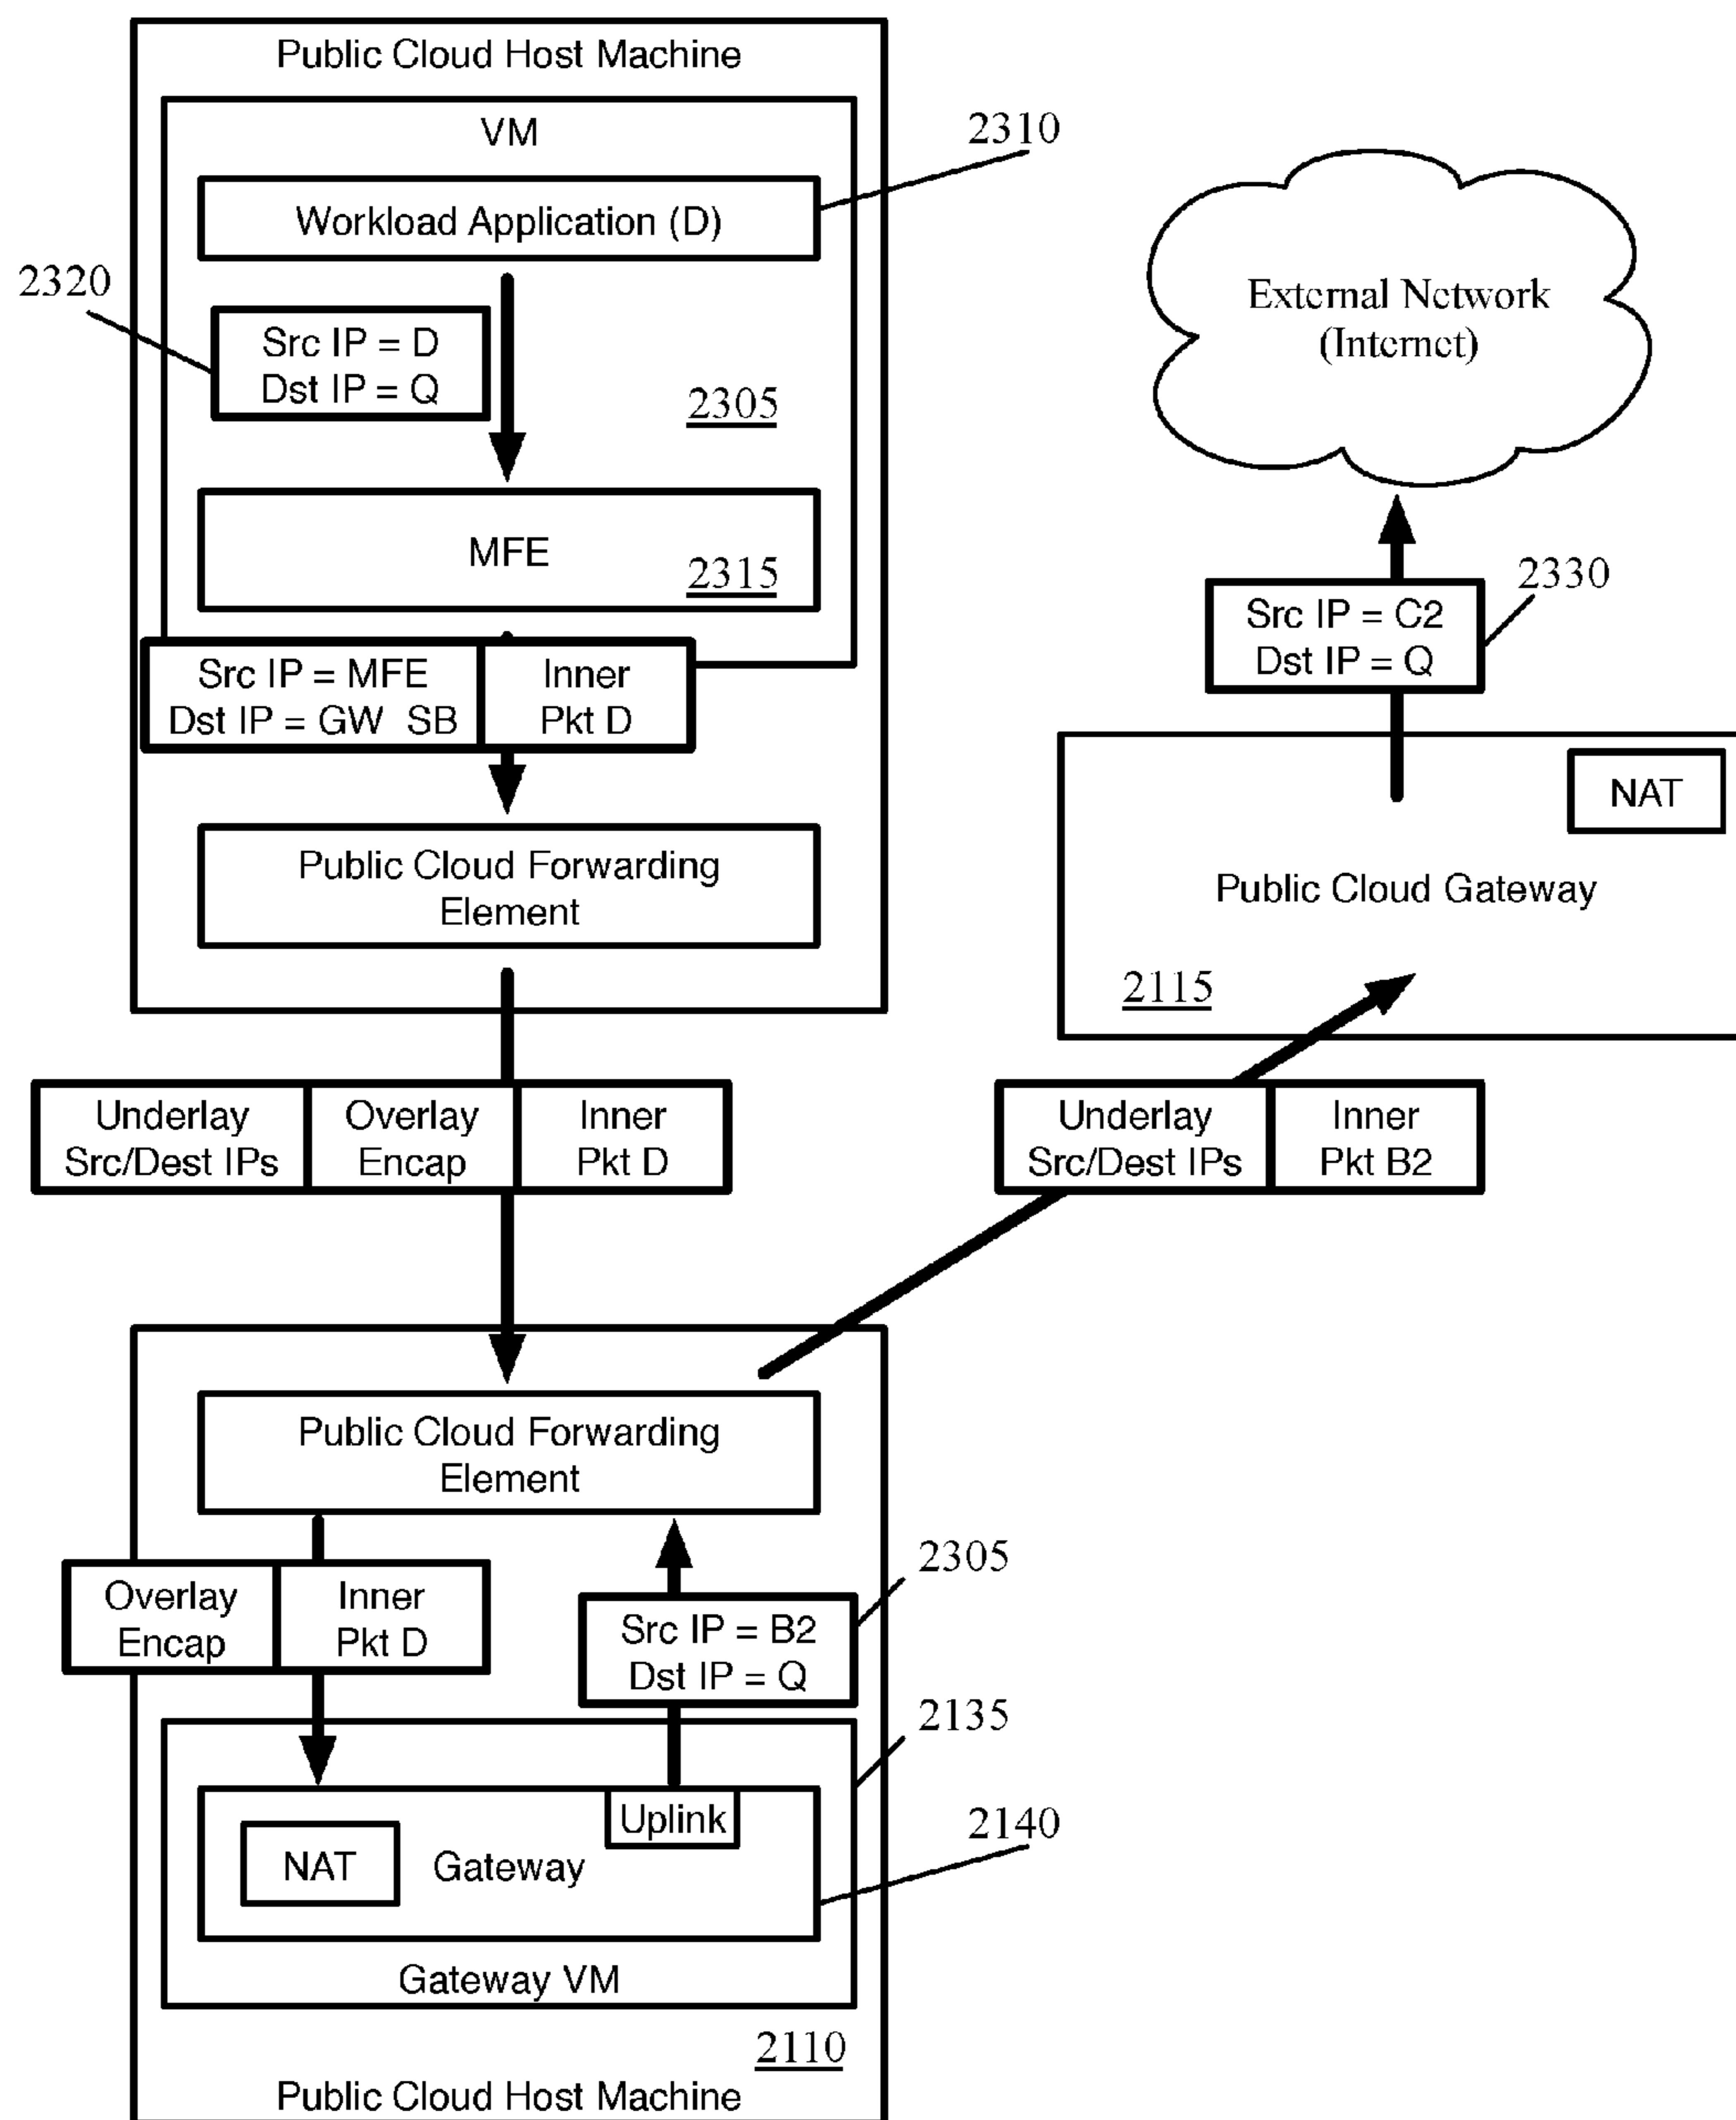 Public Cloud Host Machine
VM
2310
Workload Application (D)
2320
Src IP = D
Dst IP = Q
2305
External Network
(Internet)
MFE
2315
2330
Src IP = C2
Dst IP = Q
Src IP = MFE
Dst IP = GW SB
Inner
Pkt D
NAT
Public Cloud Forwarding
Element
Public Cloud Gateway
2115
Underlay
Src/Dest IPs
Overlay
Encap
Inner
Pkt D
Underlay
Src/Dest IPs
Inner
Pkt B2
Public Cloud Forwarding
Element
2305
Overlay
Encap
Inner
Pkt D
Src IP = B2
Dst IP = Q
2135
Uplink
2140
NAT
Gateway
Gateway VM
2110
Public Cloud Host Machine